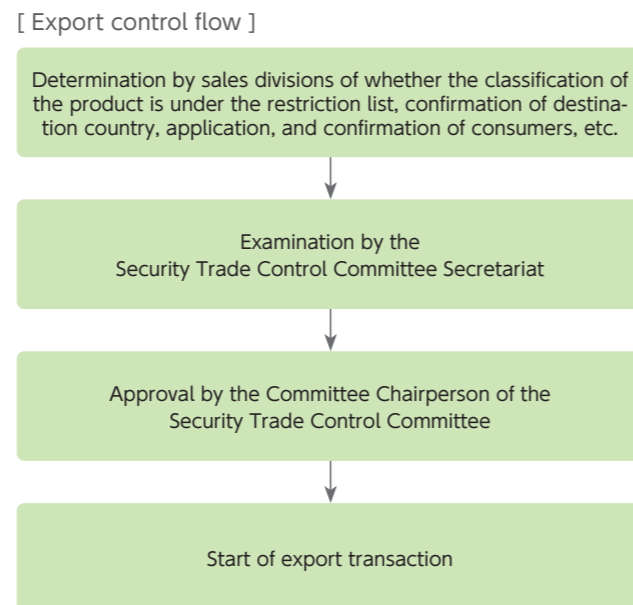 [ Export control flow ]
Determination by sales divisions of whether the classification of
the product is under the restriction list, confirmation of destina-
tion country, application, and confirmation of consumers, etc.
Examination by the
Security Trade Control Committee Secretariat
Approval by the Committee Chairperson of the
Security Trade Control Committee
Start of export transaction